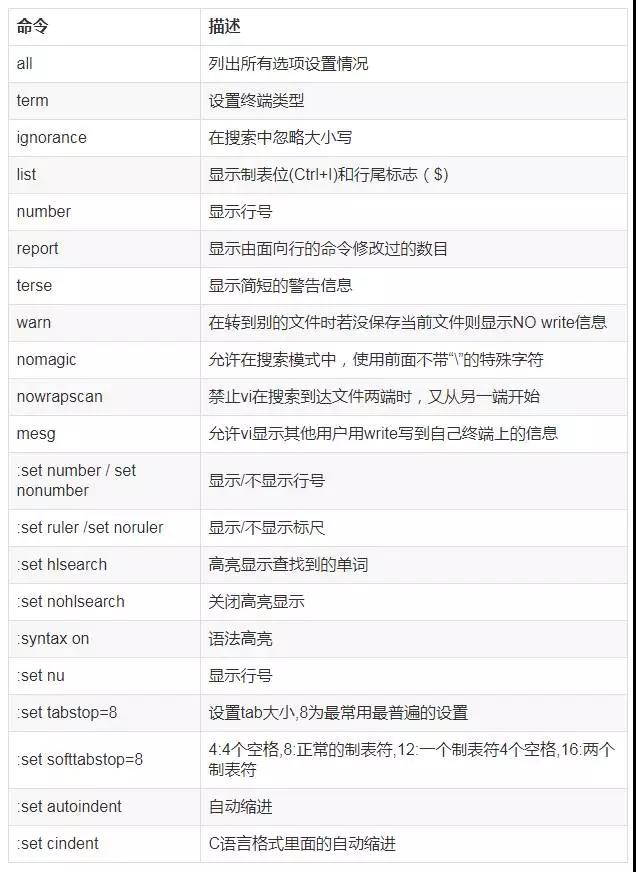 命令 描述
all 列出所有选项设置情况
term 设置终端类型
ignorance 在搜索中忽略大小写
list 显示制表位(Ctrl+I)和行尾标志（$)
number 显示行号
report 显示由面向行的命令修改过的数目
terse 显示简短的警告信息
warn 在转到别的文件时若没保存当前文件则显示NO write信息
nomagic 允许在搜索模式中，使用前面不带“\”的特殊字符
nowrapscan 禁止vi在搜索到达文件两端时，又从另一端开始
mesg 允许vi显示其他用户用write写到自己终端上的信息
:set number / set
nonumber 显示/不显示行号
:set ruler /set noruler 显示/不显示标尺
:set hlsearch 高亮显示查找到的单词
:set nohlsearch 关闭高亮显示
:syntax on 语法高亮
:set nu 显示行号
:set tabstop=8 设置tab大小,8为最常用最普遍的设置
:set softtabstop=8 4:4个空格,8:正常的制表符,12:一个制表符4个空格,16:两个
制表符
:set autoindent 自动缩进
:set cindent C语言格式里面的自动缩进